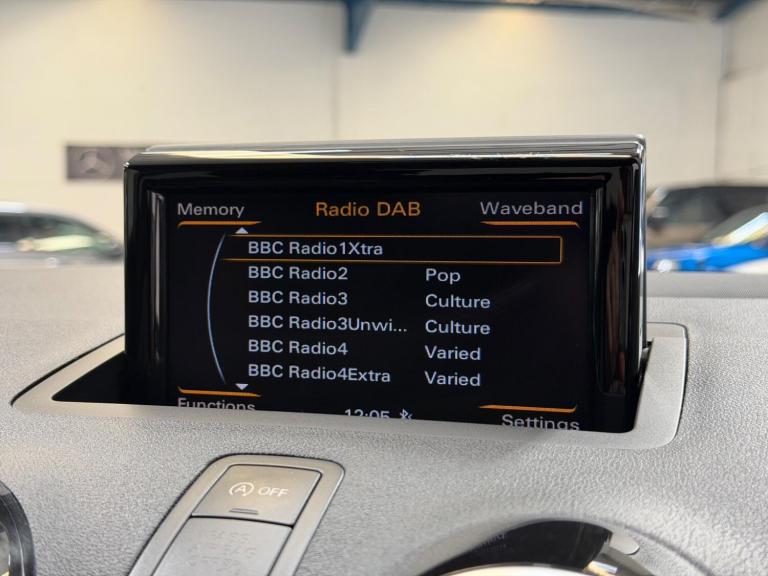 Memory Radio DAB Waveband
BBC Radio1Xtra
BBC Radio2 Pop
BBC Radio3 Culture
BBC Radio3Unwi... Culture
BBC Radio4 Varied
BBC Radio4Extra Varied
Functions 12:05 Settings
A OFF